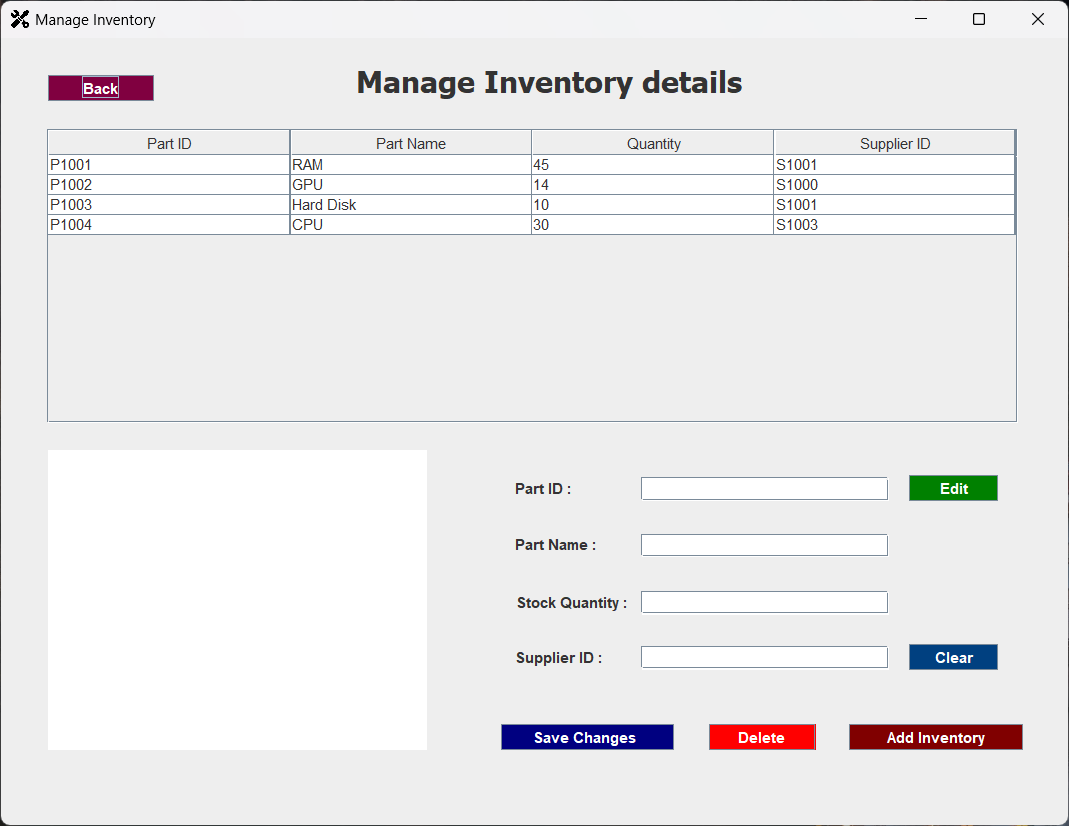 Manage Inventory
Back
Manage Inventory details
Part ID Part Name Quantity Supplier ID
P1001 RAM 45 S1001
P1002 GPU 14 S1000
P1003 Hard Disk 10 S1001
P1004 CPU 30 S1003
Part ID : Edit
Part Name :
Stock Quantity :
Supplier ID : Clear
Save Changes Delete Add Inventory